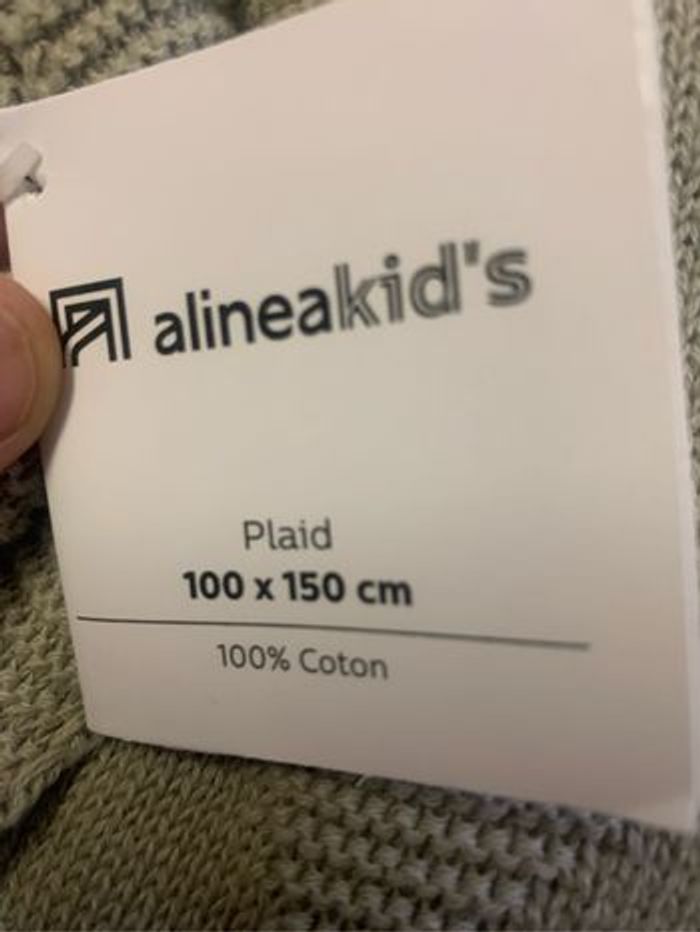 alineakid's
Plaid
100 x 150 cm
100% Coton